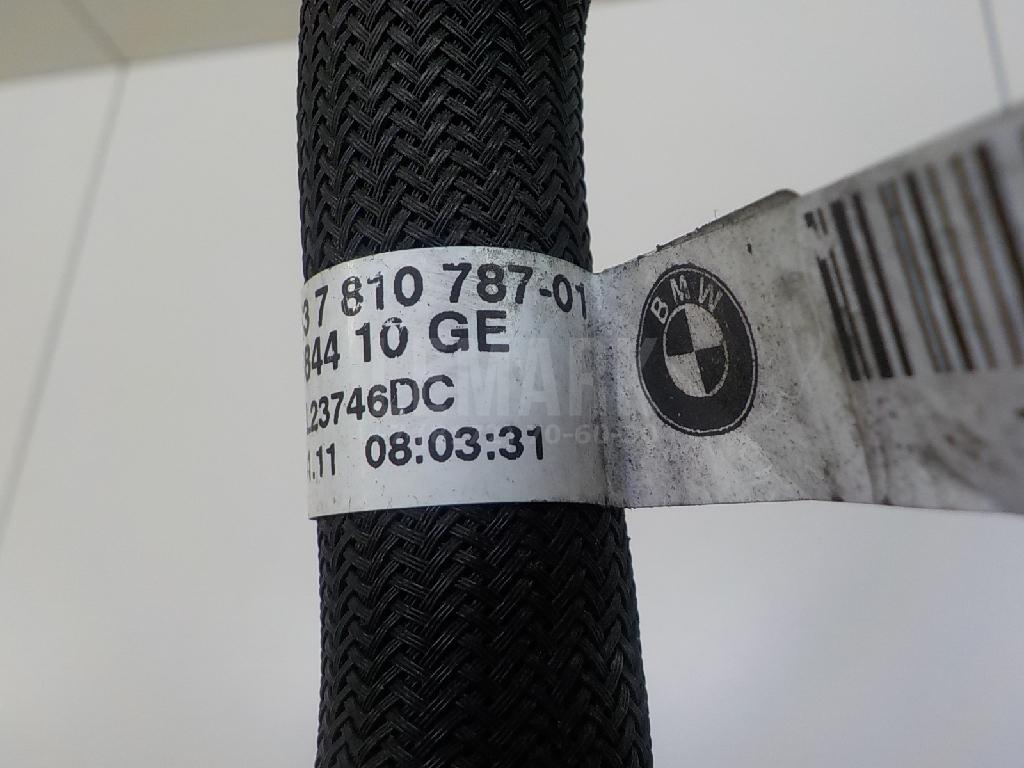 3 7 810 787-01
844 10 GE
23746DC
.11 08:03:31
BMW